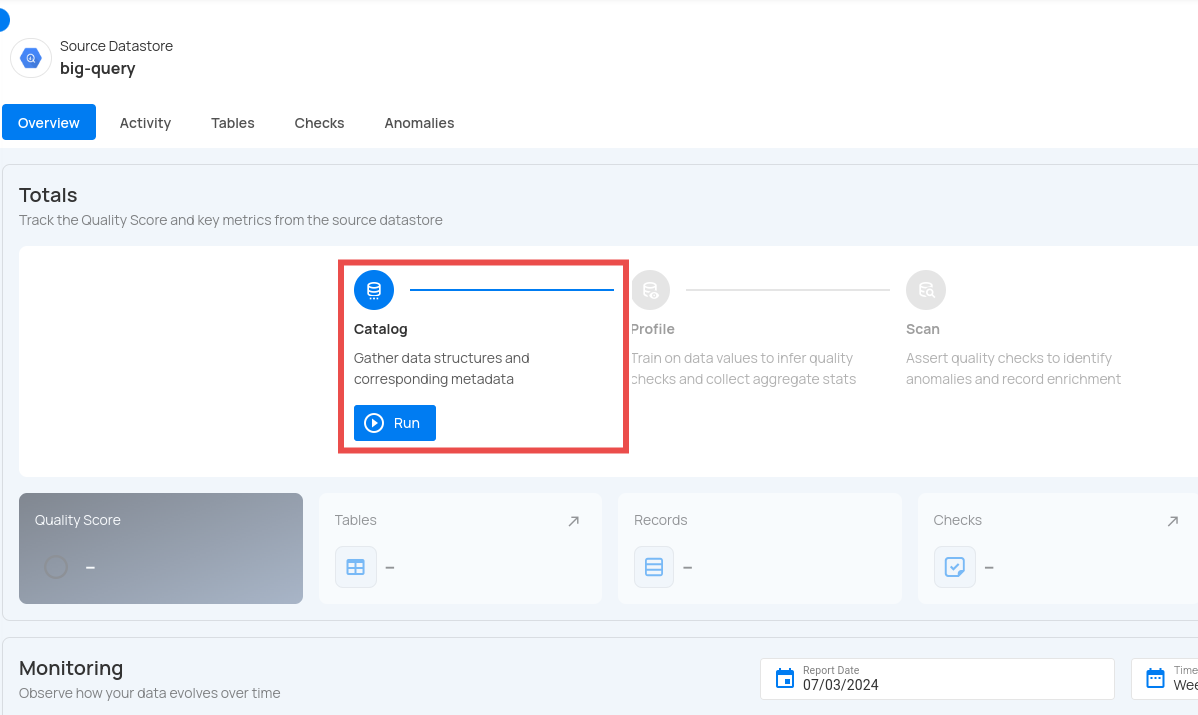 Source Datastore
big-query
Overview
Activity
Tables
Checks
Anomalies
Totals
Track the Quality Score and key metrics from the source datastore
Catalog
Gather data structures and
corresponding metadata
Run
Profile
Train on data values to infer quality
checks and collect aggregate stats
Scan
Assert quality checks to identify
anomalies and record enrichment
Quality Score
–
Tables
–
Records
–
Checks
–
Monitoring
Observe how your data evolves over time
Report Date
07/03/2024
Time